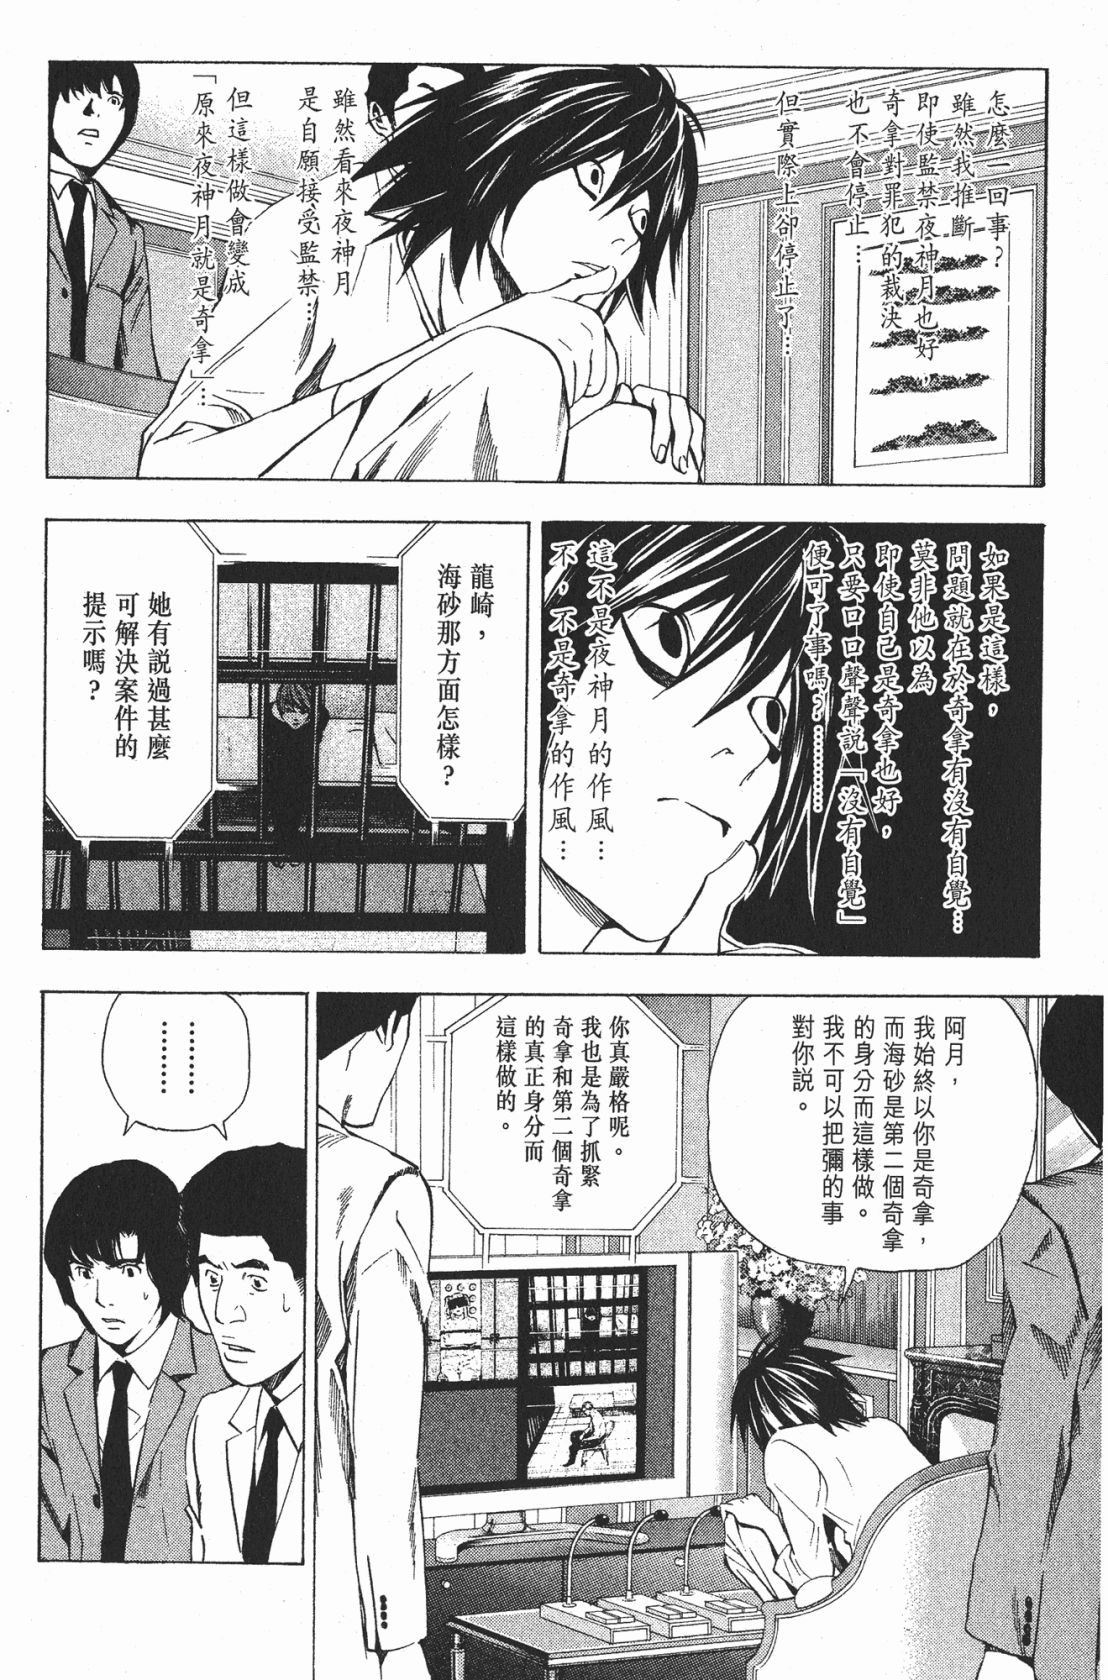 怎麼一回事？
雖然我推斷
即使監禁夜神月也好，
奇拿對罪犯的裁決
也不會停止…
但實際上卻停止了…
雖然看來夜神月
是自願接受監禁…
但這樣做會變成
「原來夜神月就是奇拿」…
如果是這樣，
問題就在於奇拿有沒有自覺…
莫非他以為
即使自己是奇拿也好，
只要口口聲聲說『沒有自覺』
便可了事嗎？…………
這不是夜神月的作風…
不，不是奇拿的作風…
龍崎，
海砂那方面怎樣？
她有說過甚麼
可解決案件的
提示嗎？
阿月，
我始終以你是奇拿，
而海砂是第二個奇拿
的身分而這樣做。
我不可以把彌的事
對你說。
你真嚴格呢。
我也是為了抓緊
奇拿和第二個奇拿
的真正身分而
這樣做的。
………
………